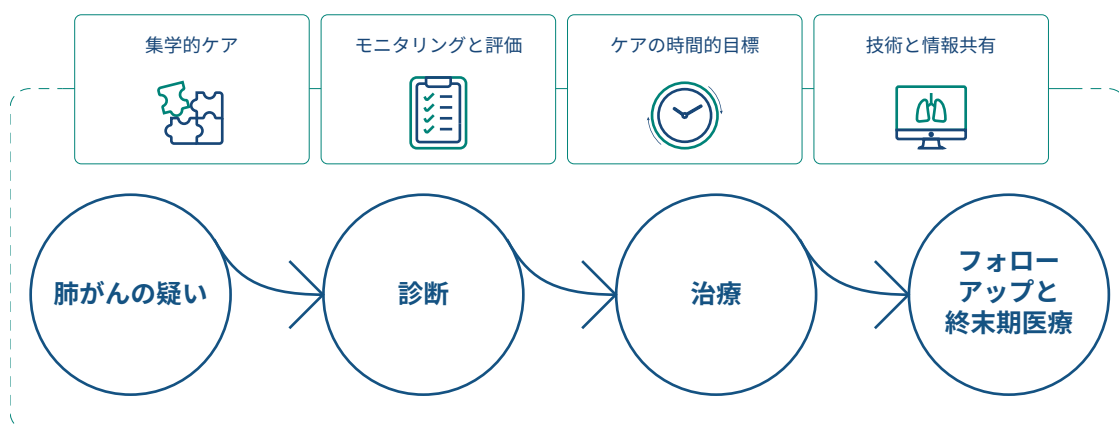 集学的ケア
モニタリングと評価
ケアの時間的目標
技術と情報共有
肺がんの疑い
診断
治療
フォロー
アップと
終末期医療